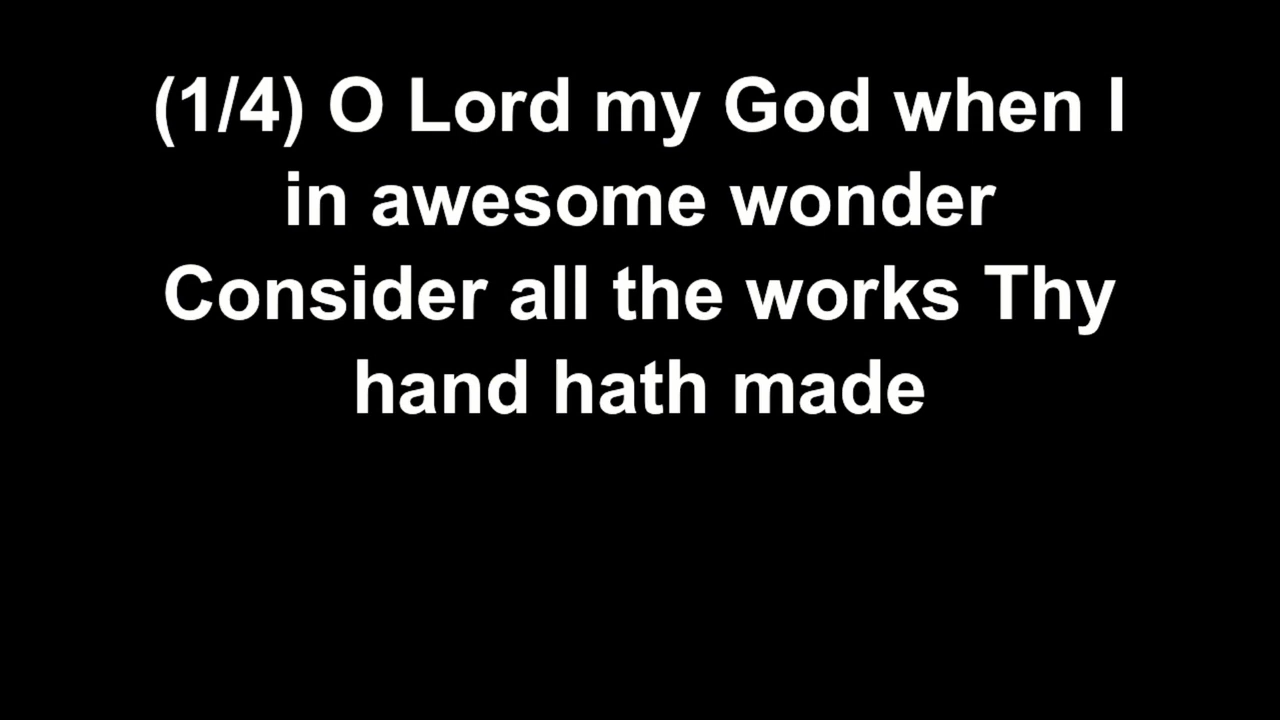 (1/4) O Lord my God when I
in awesome wonder
Consider all the works Thy
hand hath made